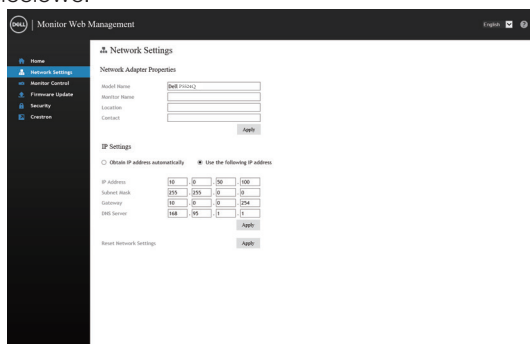 DELL | Monitor Web Management
English
Home
Network Settings
Monitor Control
Firmware Update
Security
Crestron
Network Settings
Network Adapter Properties
Model Name
Monitor Name
Location
Contact
Apply
IP Settings
Obtain IP address automatically Use the following IP address
IP Address 10 . 0 . 50 . 100
Subnet Mask 255 . 255 . 0 . 0
Gateway 10 . 0 . 0 . 254
DNS Server 168 . 95 . 1 . 1
Apply
Reset Network Settings Apply